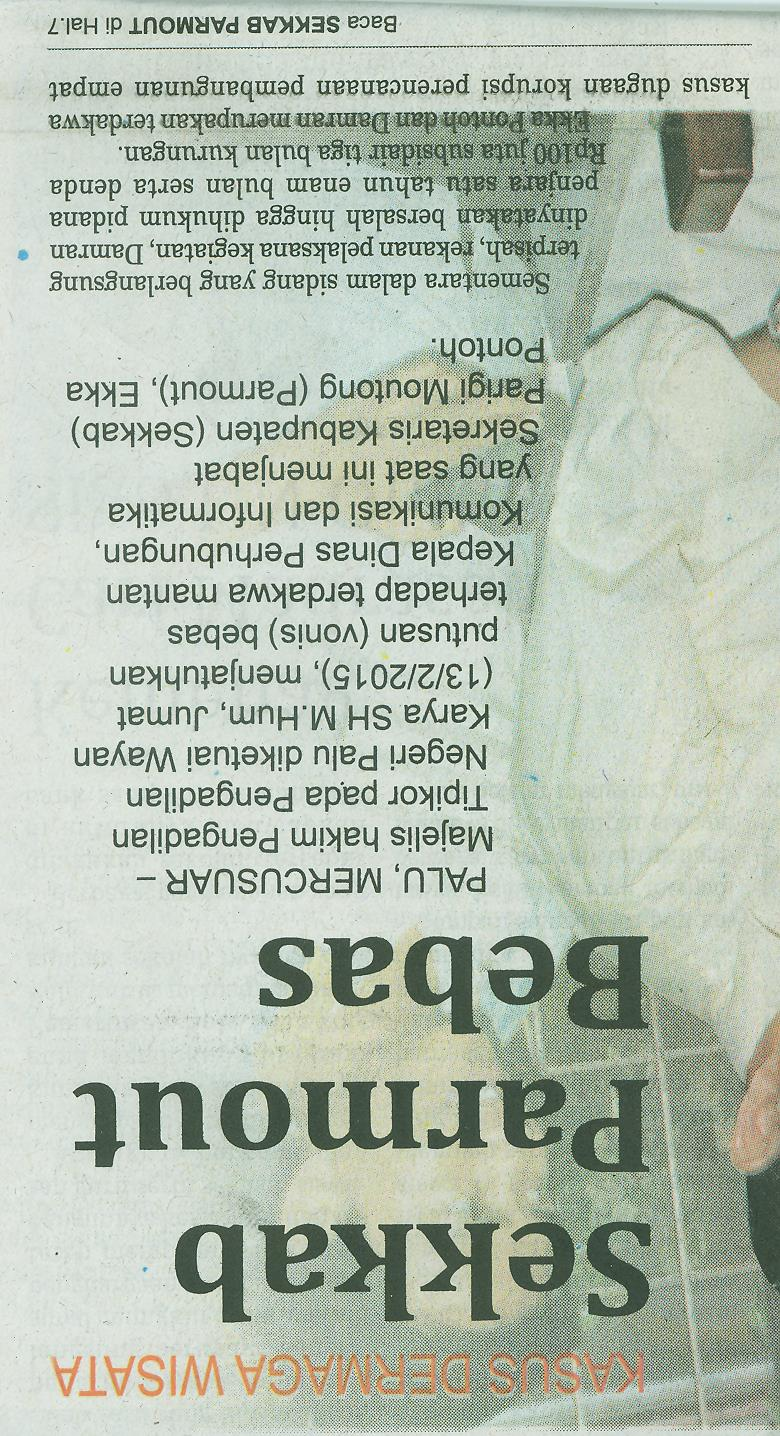 KASUS DERMAGA WISATA
Sekkab
Parmout
Bebas
PALU, MERCUSUAR –
Majelis hakim Pengadilan
Tipikor pada Pengadilan
Negeri Palu diketuai Wayan
Karya SH M.Hum, Jumat
(13/2/2015), menjatuhkan
putusan (vonis) bebas
terhadap terdakwa mantan
Kepala Dinas Perhubungan,
Komunikasi dan Informatika
yang saat ini menjabat
Sekretaris Kabupaten (Sekkab)
Parigi Moutong (Parmout), Ekka
Pontoh.
Sementara dalam sidang yang berlangsung
terpisah, rekanan pelaksana kegiatan, Damran
dinyatakan bersalah hingga dihukum pidana
penjara satu tahun enam bulan serta denda
Rp100 juta subsidair tiga bulan kurungan.
Ekka Pontoh dan Damran merupakan terdakwa
kasus dugaan korupsi perencanaan pembangunan empat
Baca SEKKAB PARMOUT di Hal.7